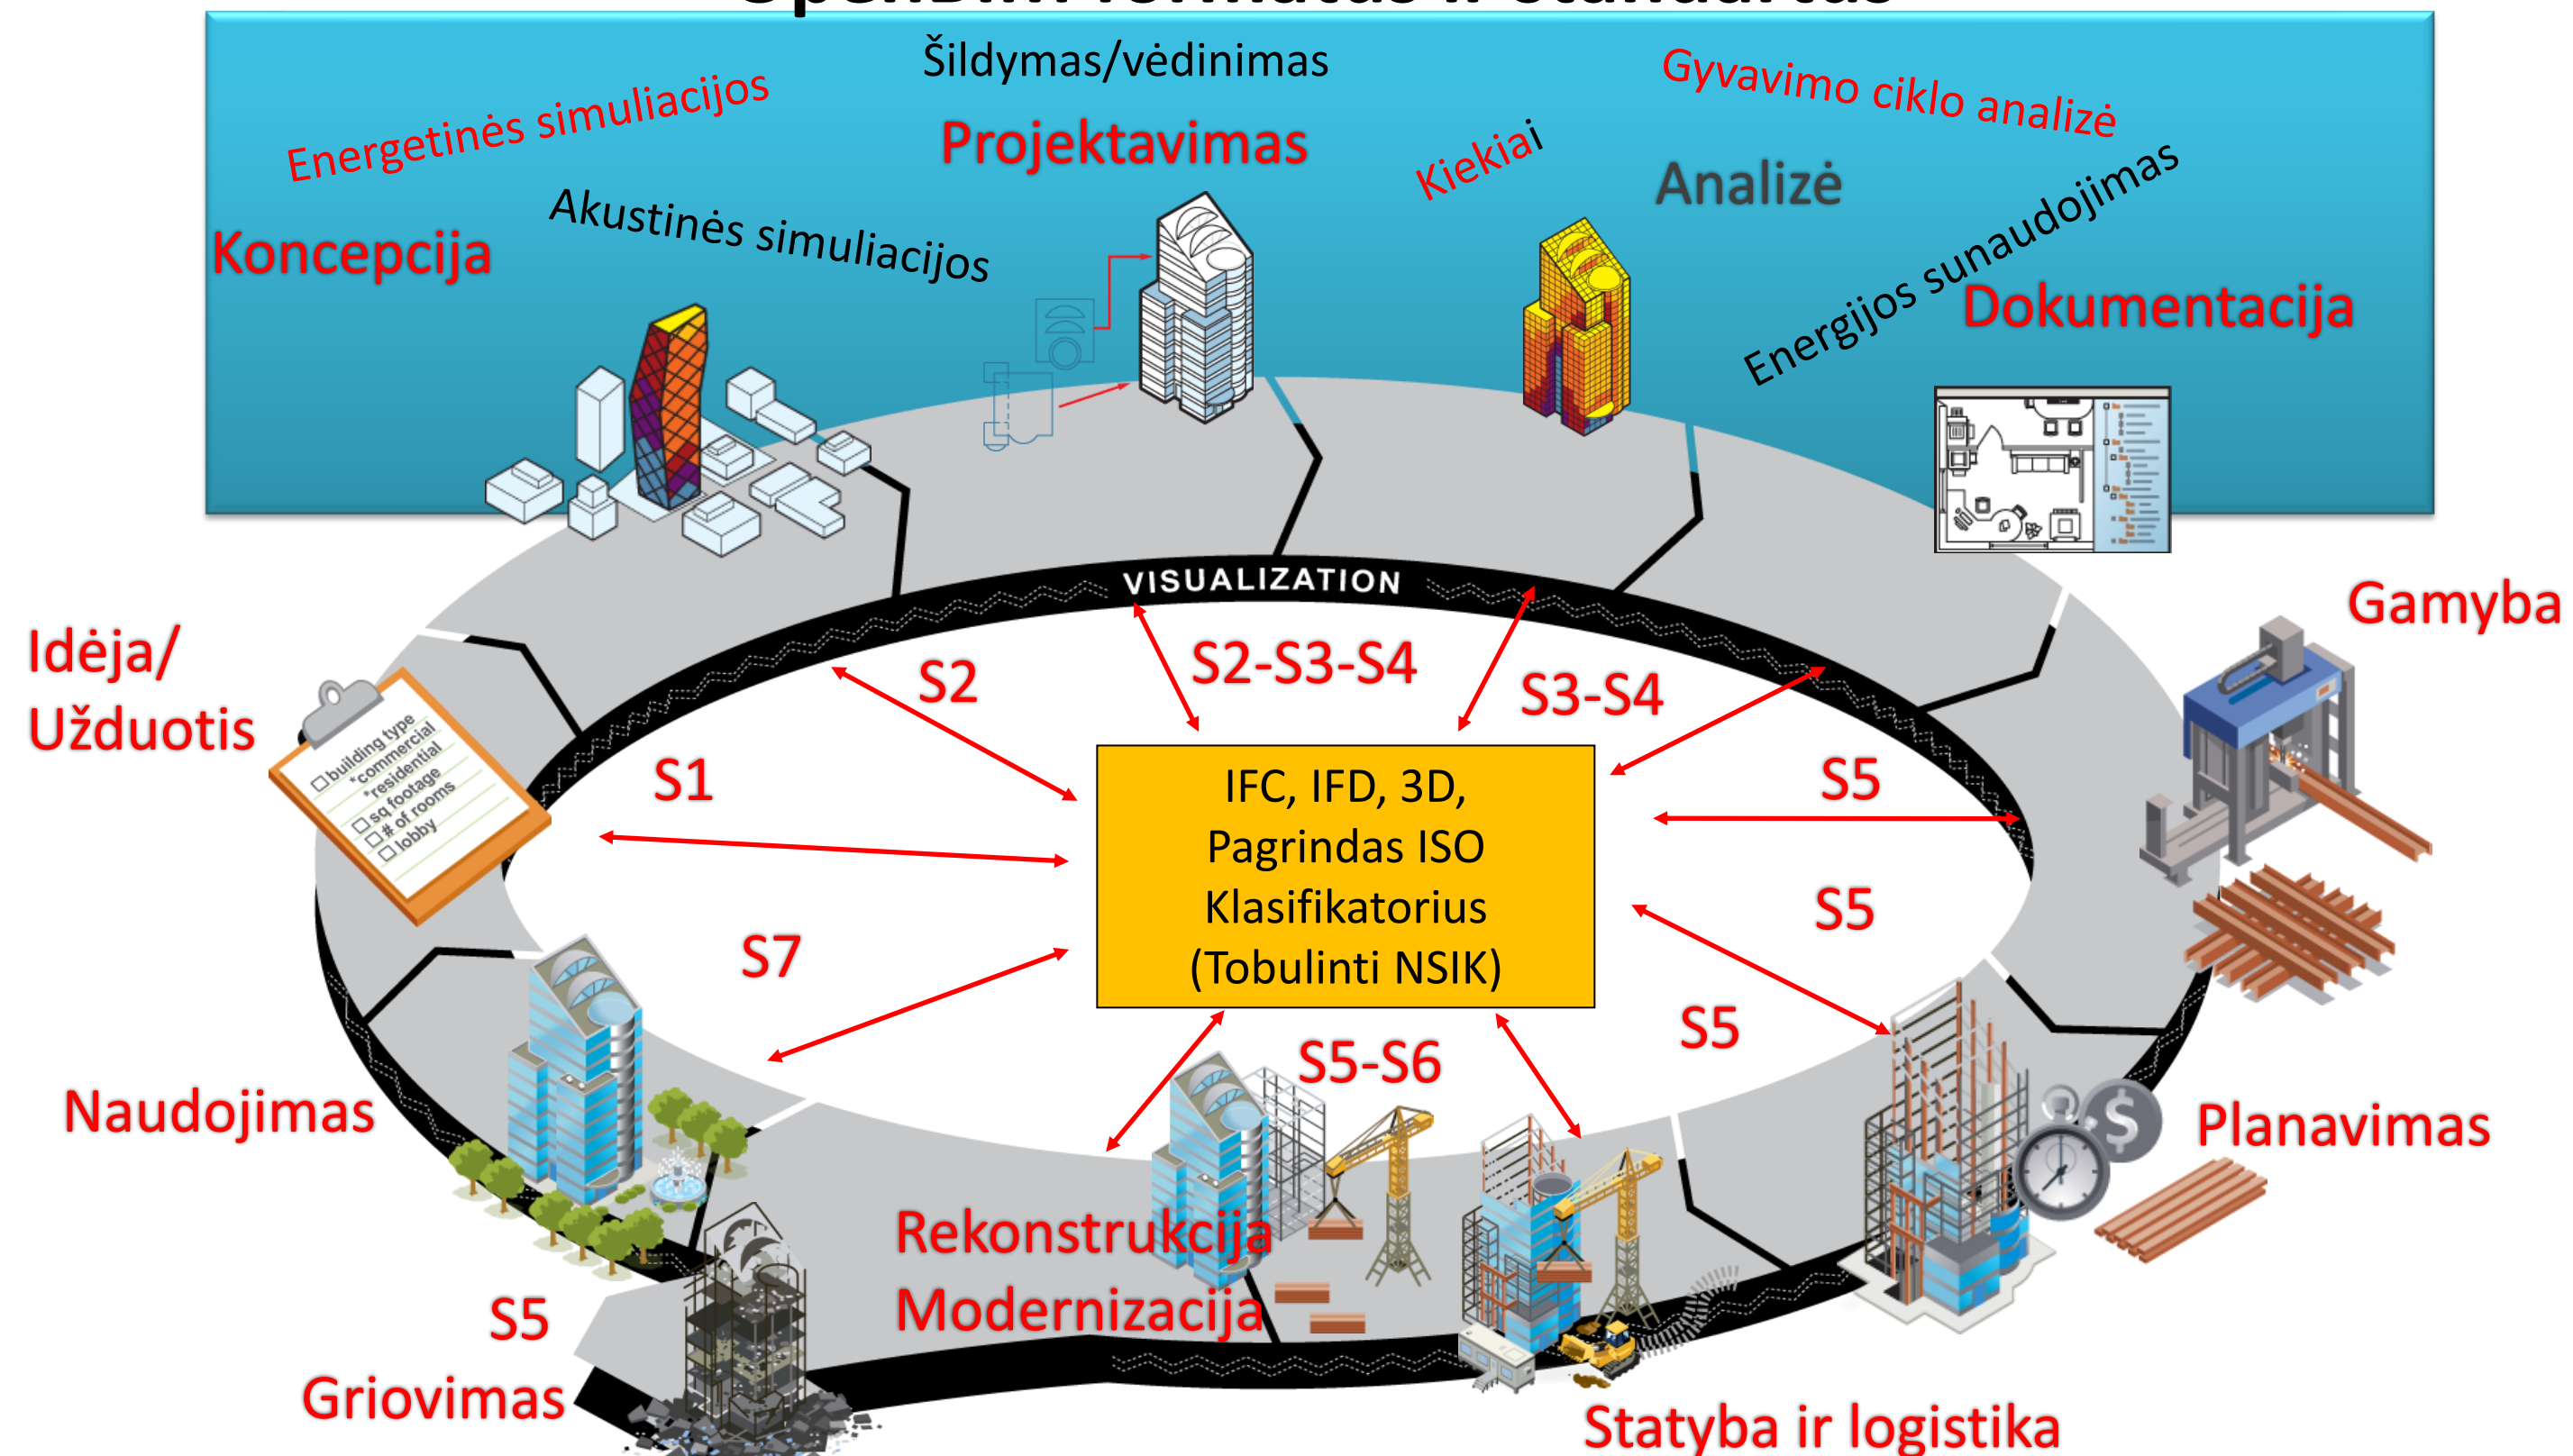 Šildymas/vėdinimas
Energetinės simuliacijos
Gyvavimo ciklo analizė
Projektavimas
Kiekiai
Analizė
Akustinės simuliacijos
Koncepcija
Energijos sunaudojimas
Dokumentacija
VISUALIZATION
Gamyba
Idėja/
Užduotis
S2
S2-S3-S4
S3-S4
S1
S5
building type
*commercial
*residential
sq footage
# of rooms
lobby
IFC, IFD, 3D,
Pagrindas ISO
Klasifikatorius
(Tobulinti NSIK)
S5
S7
S5
S5-S6
Naudojimas
$
Planavimas
Rekonstrukcija
Modernizacija
S5
Griovimas
Statyba ir logistika